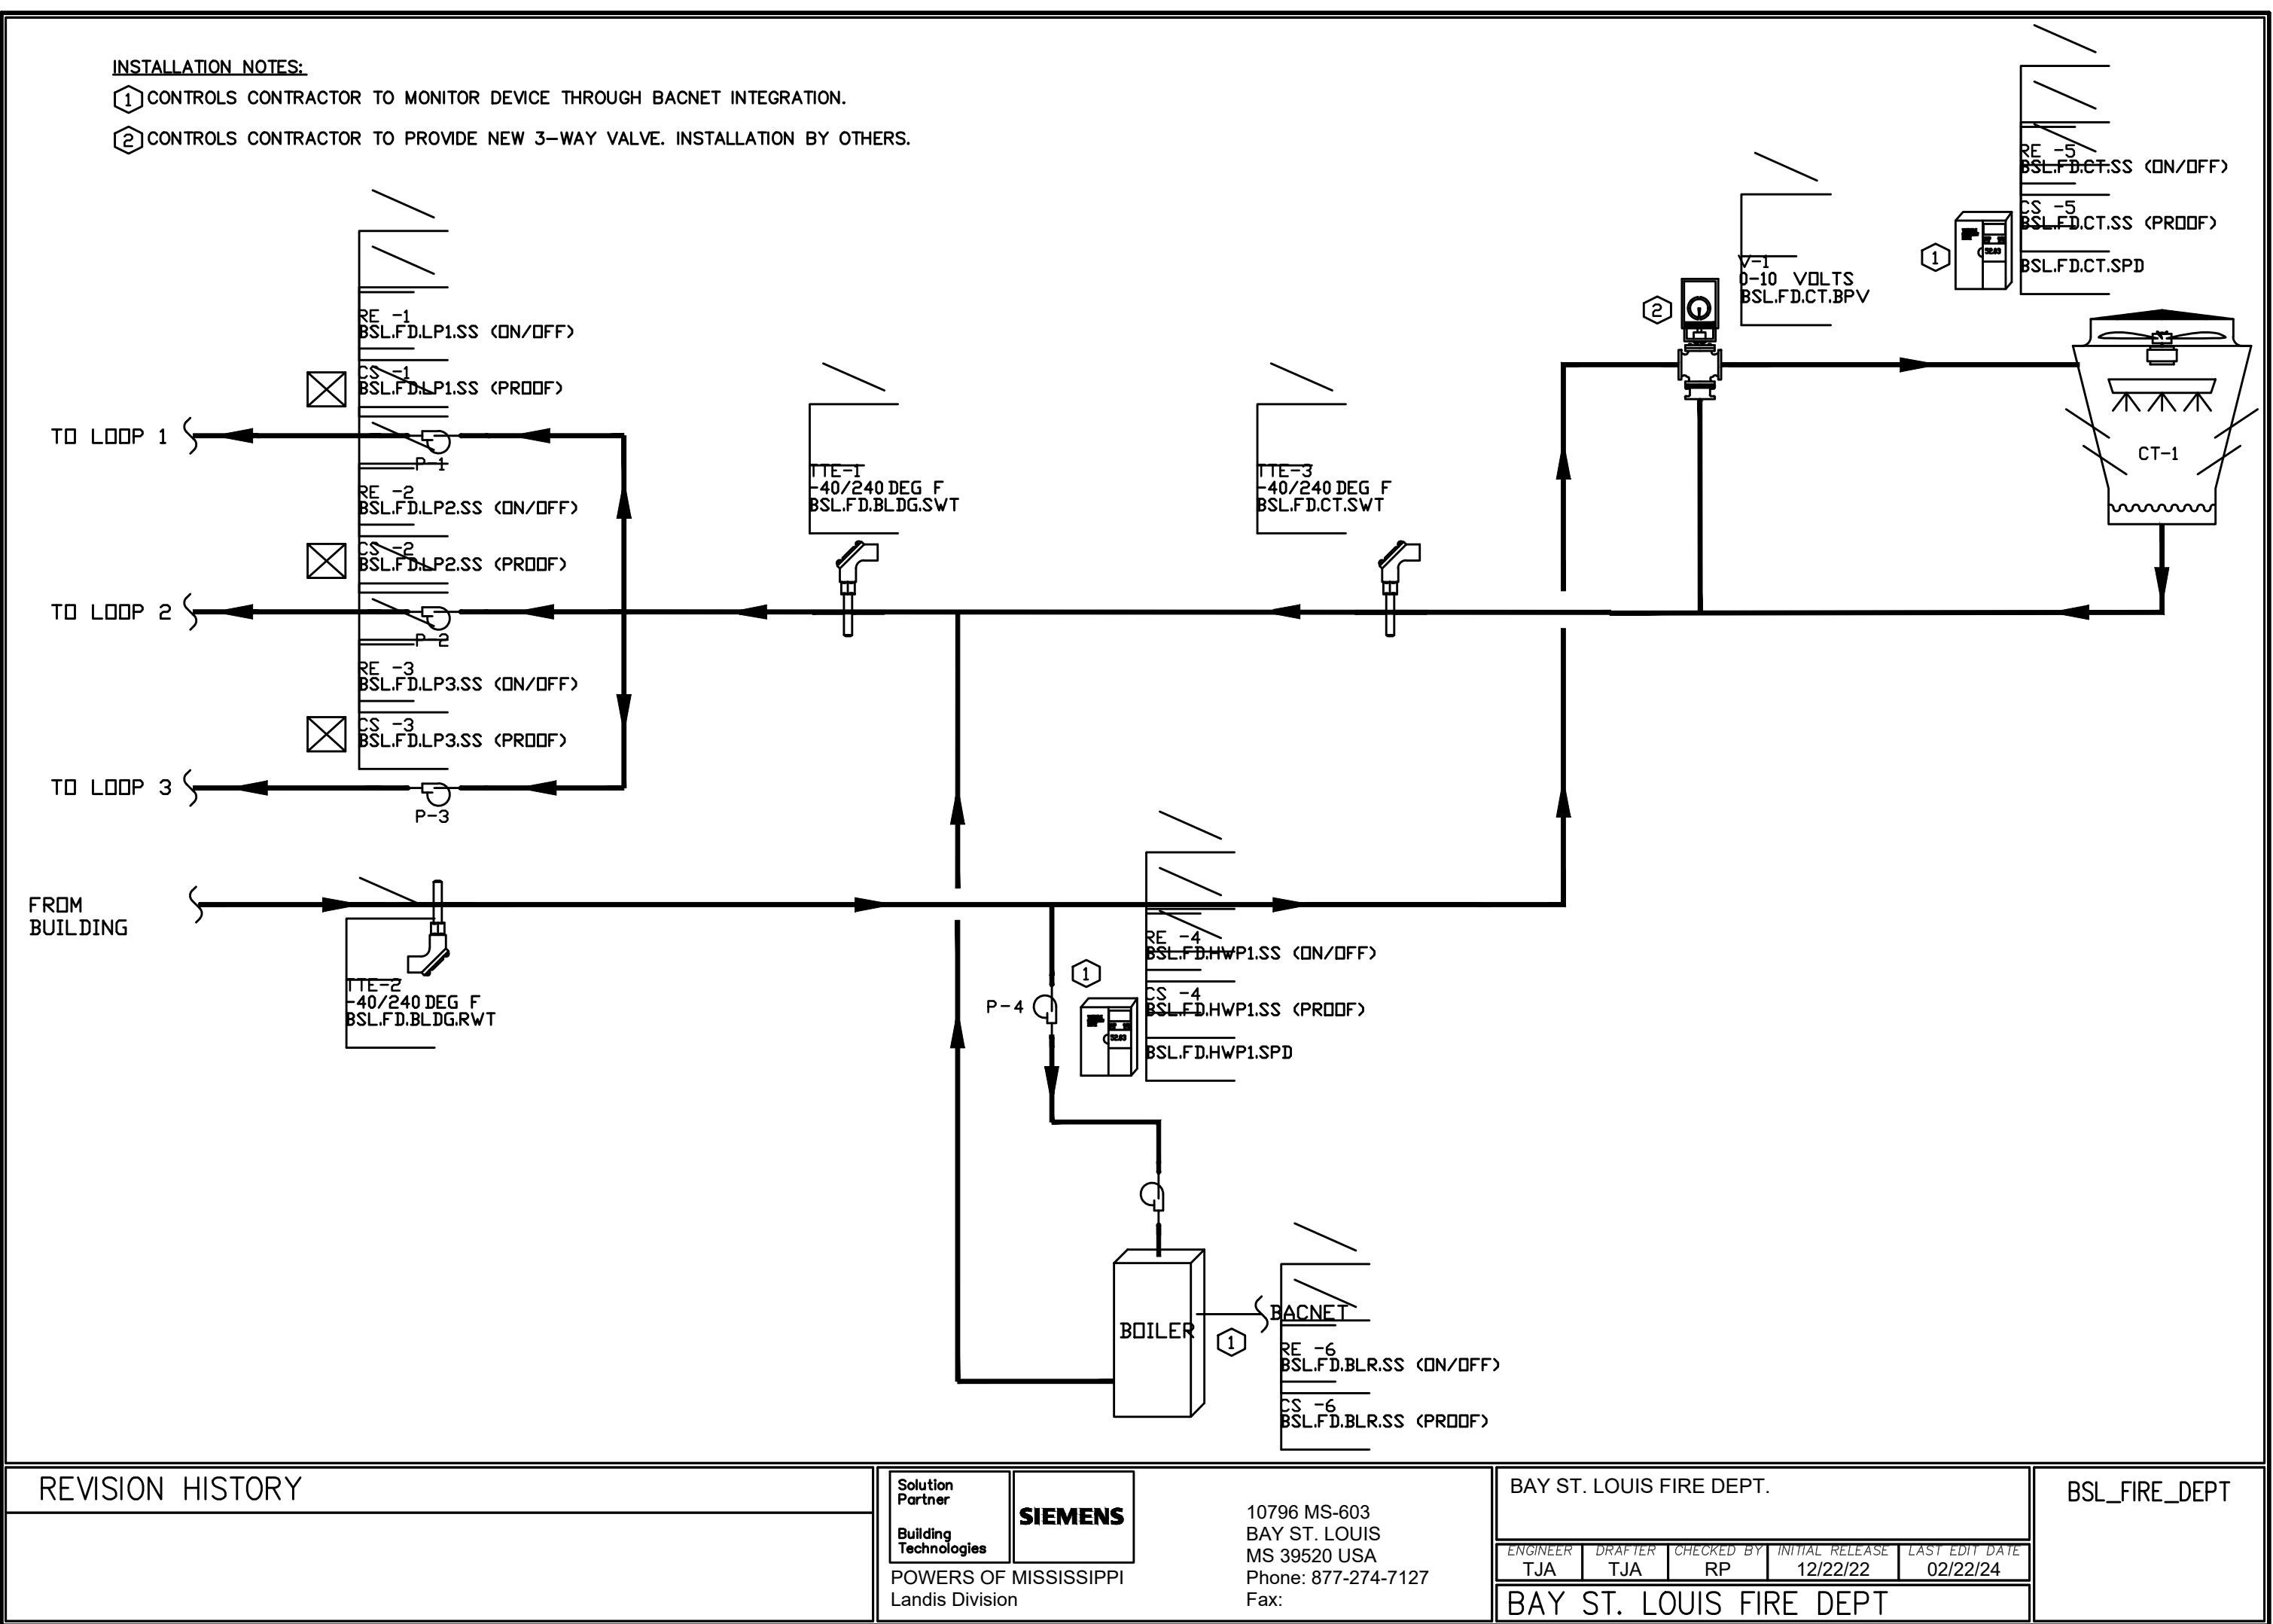 INSTALLATION NOTES:
1 CONTROLS CONTRACTOR TO MONITOR DEVICE THROUGH BACNET INTEGRATION.
2 CONTROLS CONTRACTOR TO PROVIDE NEW 3-WAY VALVE. INSTALLATION BY OTHERS.
RE -5
BSL.FD.CT.SS (ON/OFF)
CS -5
BSL.FD.CT.SS (PROOF)
BSL.FD.CT.SPD
1
V-1
0-10 VOLTS
BSL.FD.CT.BPV
2
CT-1
RE -1
BSL.FD.LP1.SS (ON/OFF)
CS -1
BSL.FD.LP1.SS (PROOF)
TO LOOP 1
P-1
RE -2
BSL.FD.LP2.SS (ON/OFF)
CS -2
BSL.FD.LP2.SS (PROOF)
TO LOOP 2
P-2
RE -3
BSL.FD.LP3.SS (ON/OFF)
CS -3
BSL.FD.LP3.SS (PROOF)
TO LOOP 3
P-3
TTE-1
-40/240 DEG F
BSL.FD.BLDG.SWT
TTE-3
-40/240 DEG F
BSL.FD.CT.SWT
FROM
BUILDING
TTE-2
-40/240 DEG F
BSL.FD.BLDG.RWT
RE -4
BSL.FD.HWP1.SS (ON/OFF)
CS -4
BSL.FD.HWP1.SS (PROOF)
BSL.FD.HWP1.SPD
1
P-4
BOILER
BACNET
1
RE -6
BSL.FD.BLR.SS (ON/OFF)
CS -6
BSL.FD.BLR.SS (PROOF)
REVISION HISTORY
Solution
Partner
Building
Technologies
SIEMENS
POWERS OF MISSISSIPPI
Landis Division
10796 MS-603
BAY ST. LOUIS
MS 39520 USA
Phone: 877-274-7127
Fax:
BAY ST. LOUIS FIRE DEPT.
ENGINEER DRAFTER CHECKED BY INITIAL RELEASE LAST EDIT DATE
TJA TJA RP 12/22/22 02/22/24
BAY ST. LOUIS FIRE DEPT
BSL_FIRE_DEPT